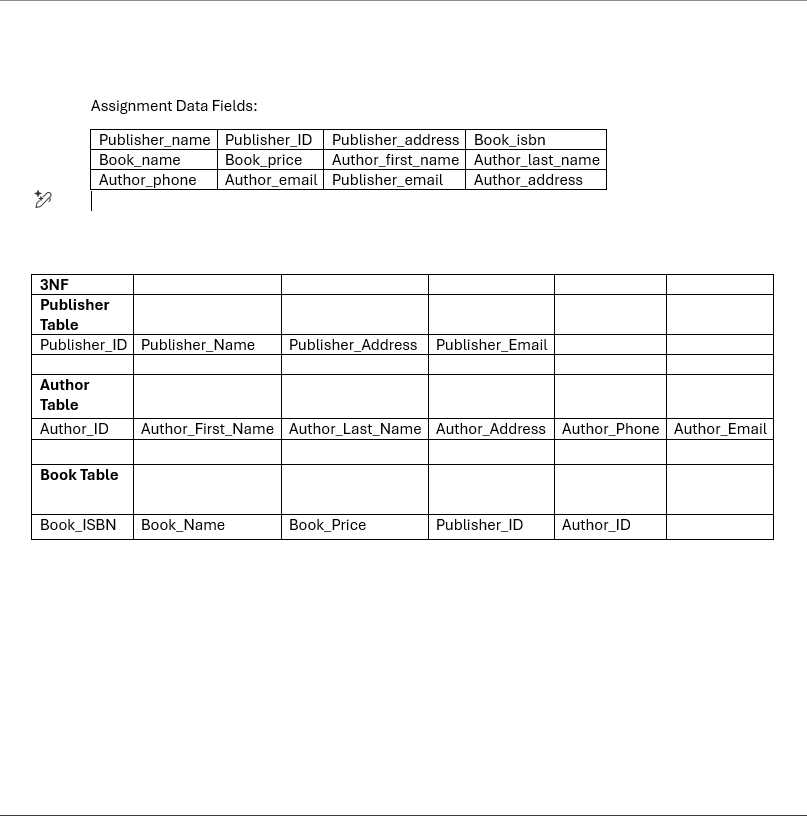 Assignment Data Fields:
Publisher_name Publisher_ID Publisher_address Book_isbn
Book_name Book_price Author_first_name Author_last_name
Author_phone Author_email Publisher_email Author_address
3NF
Publisher
Table
Publisher_ID Publisher_Name Publisher_Address Publisher_Email
Author
Table
Author_ID Author_First_Name Author_Last_Name Author_Address Author_Phone Author_Email
Book Table
Book_ISBN Book_Name Book_Price Publisher_ID Author_ID